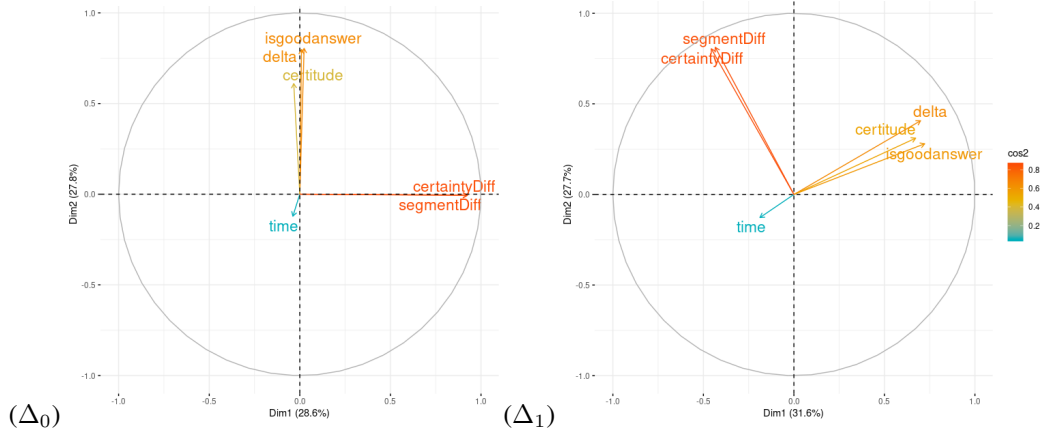 1.0
isgoodanswer
delta
certitude
0.5
Dim2 (27.8%)
0.0
certaintyDiff
segmentDiff
time
-0.5
-1.0
-1.0
-0.5
0.0
0.5
1.0
Dim1 (28.6%)
(Δ0)
1.0
segmentDiff
certaintyDiff
0.5
delta
certitude
isgoodanswer
Dim2 (27.7%)
0.0
time
-0.5
-1.0
-1.0
-0.5
0.0
0.5
1.0
Dim1 (31.6%)
(Δ1)
cos2
0.8
0.6
0.4
0.2